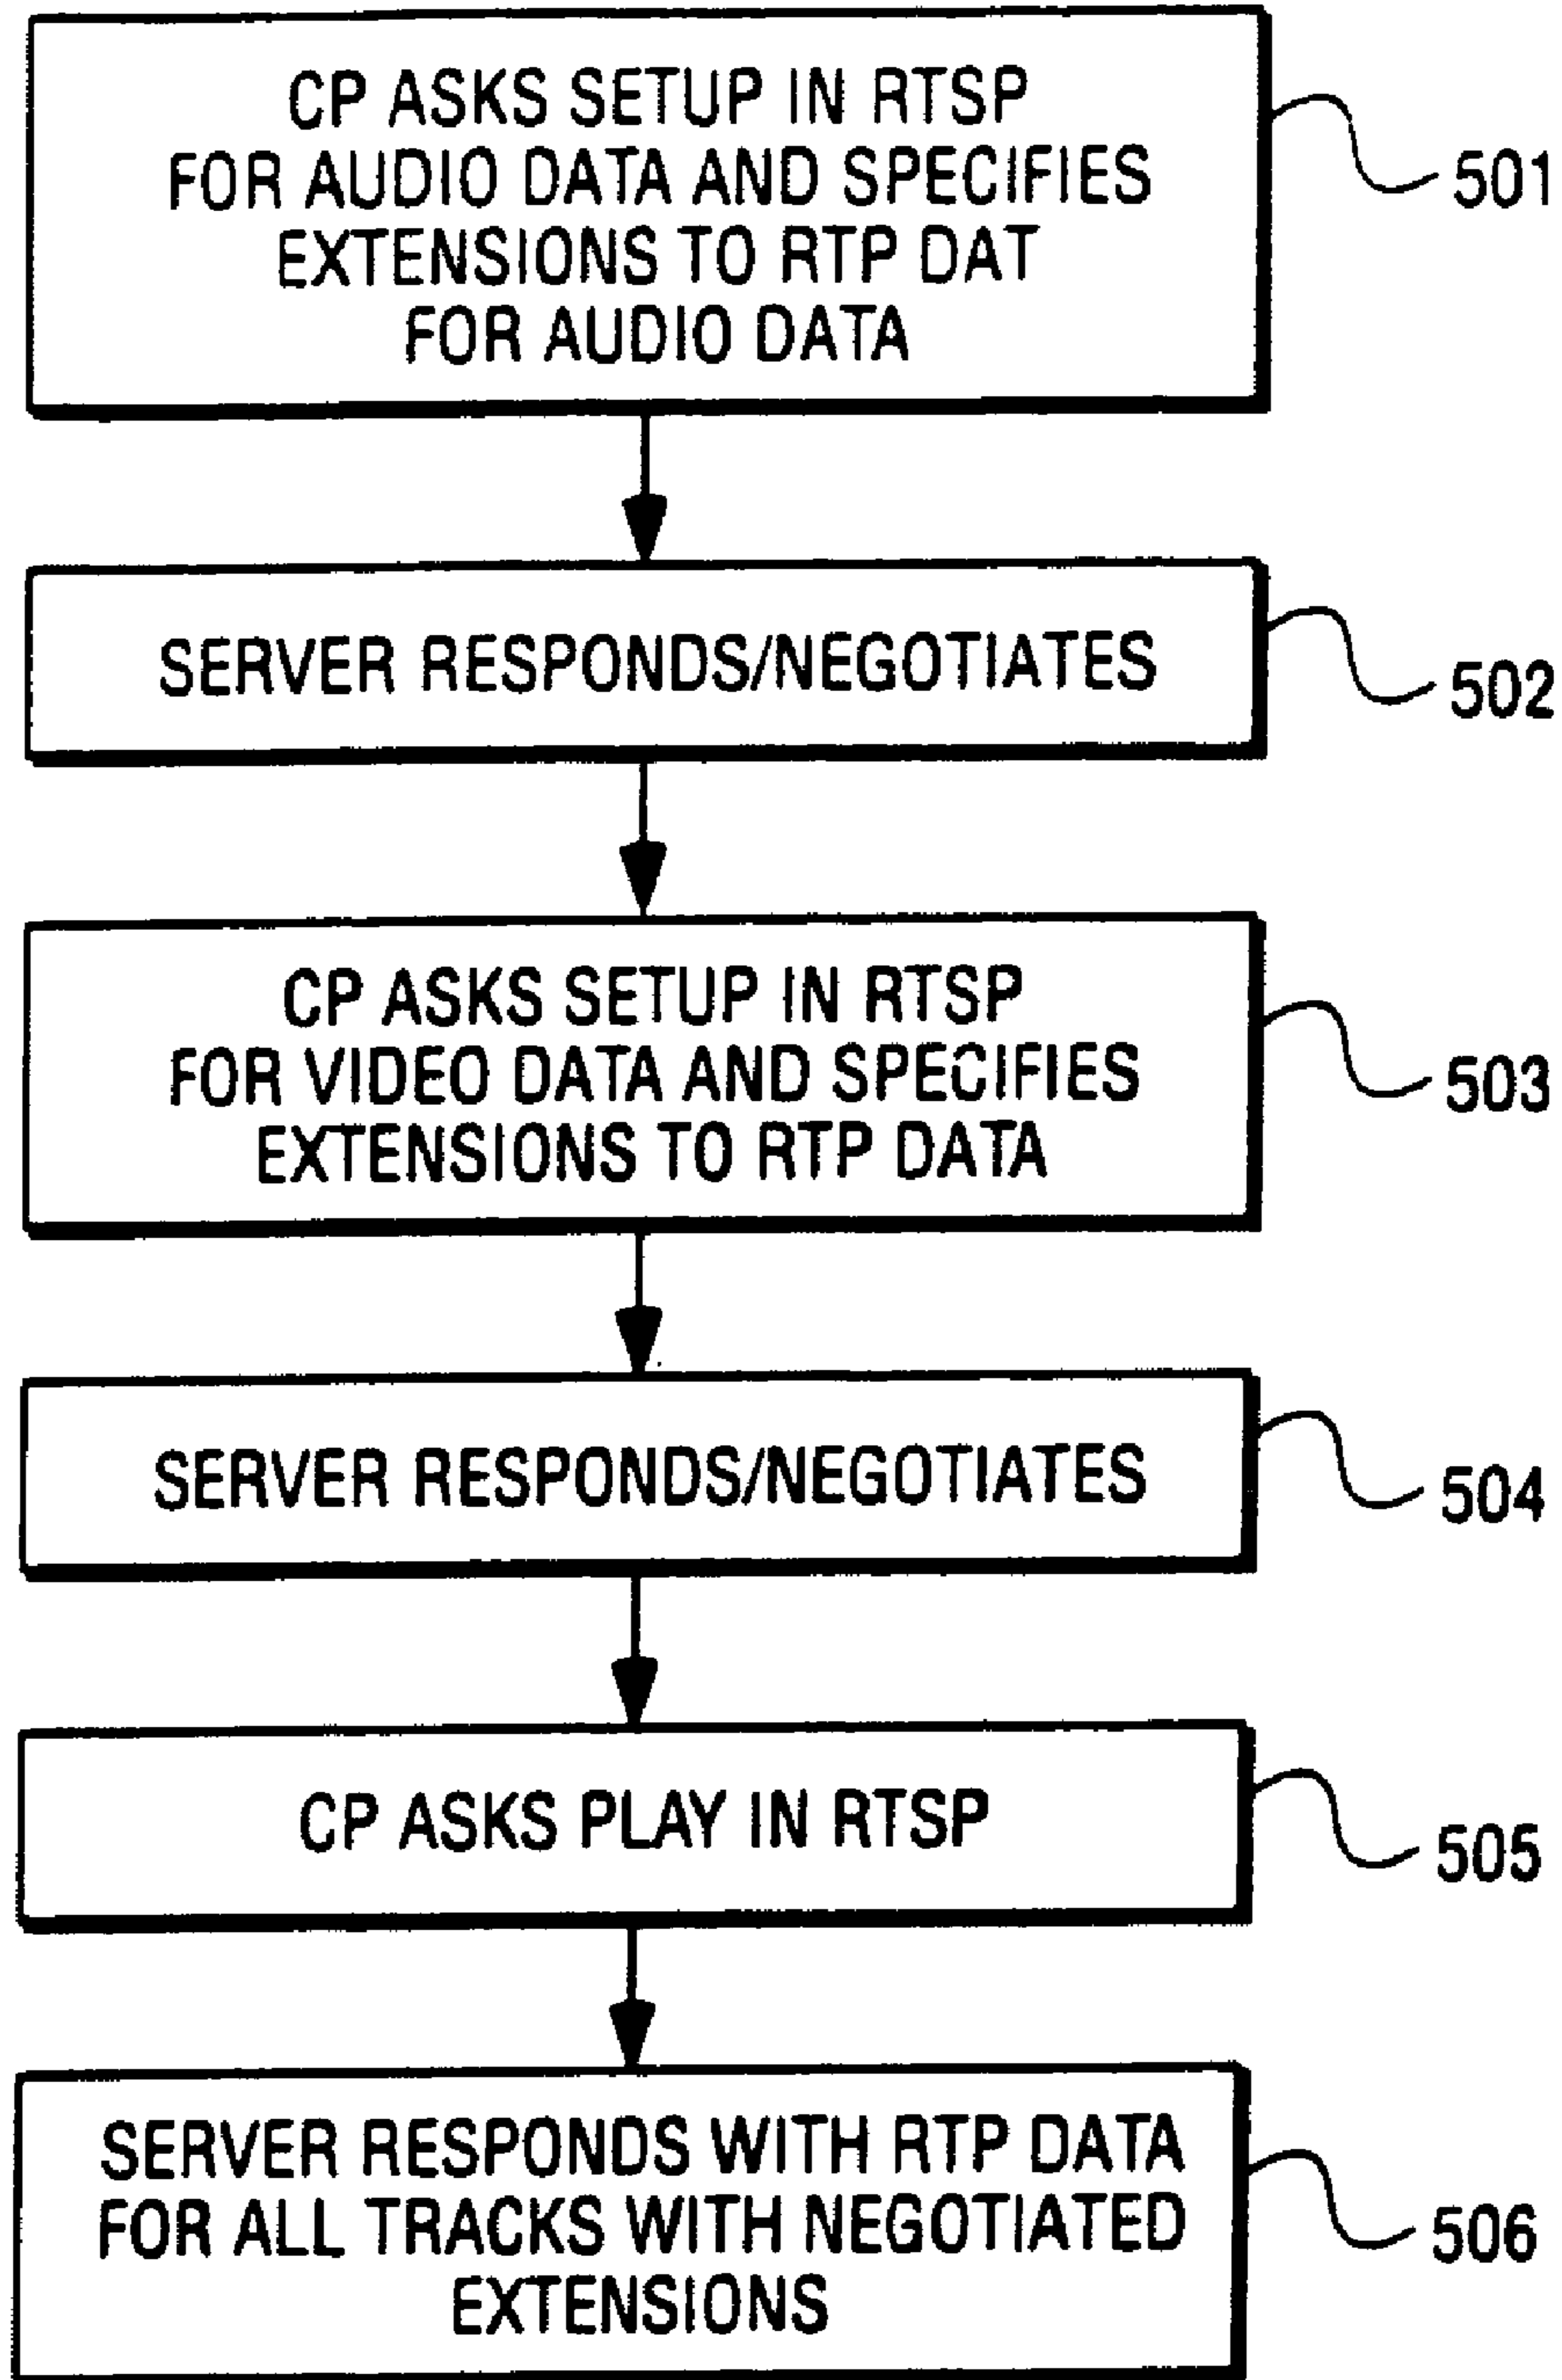 CP ASKS SETUP IN RTSP
FOR AUDIO DATA AND SPECIFIES
EXTENSIONS TO RTP DAT
FOR AUDIO DATA
501
SERVER RESPONDS/NEGOTIATES
502
CP ASKS SETUP IN RTSP
FOR VIDEO DATA AND SPECIFIES
EXTENSIONS TO RTP DATA
503
SERVER RESPONDS/NEGOTIATES
504
CP ASKS PLAY IN RTSP
505
SERVER RESPONDS WITH RTP DATA
FOR ALL TRACKS WITH NEGOTIATED
EXTENSIONS
506